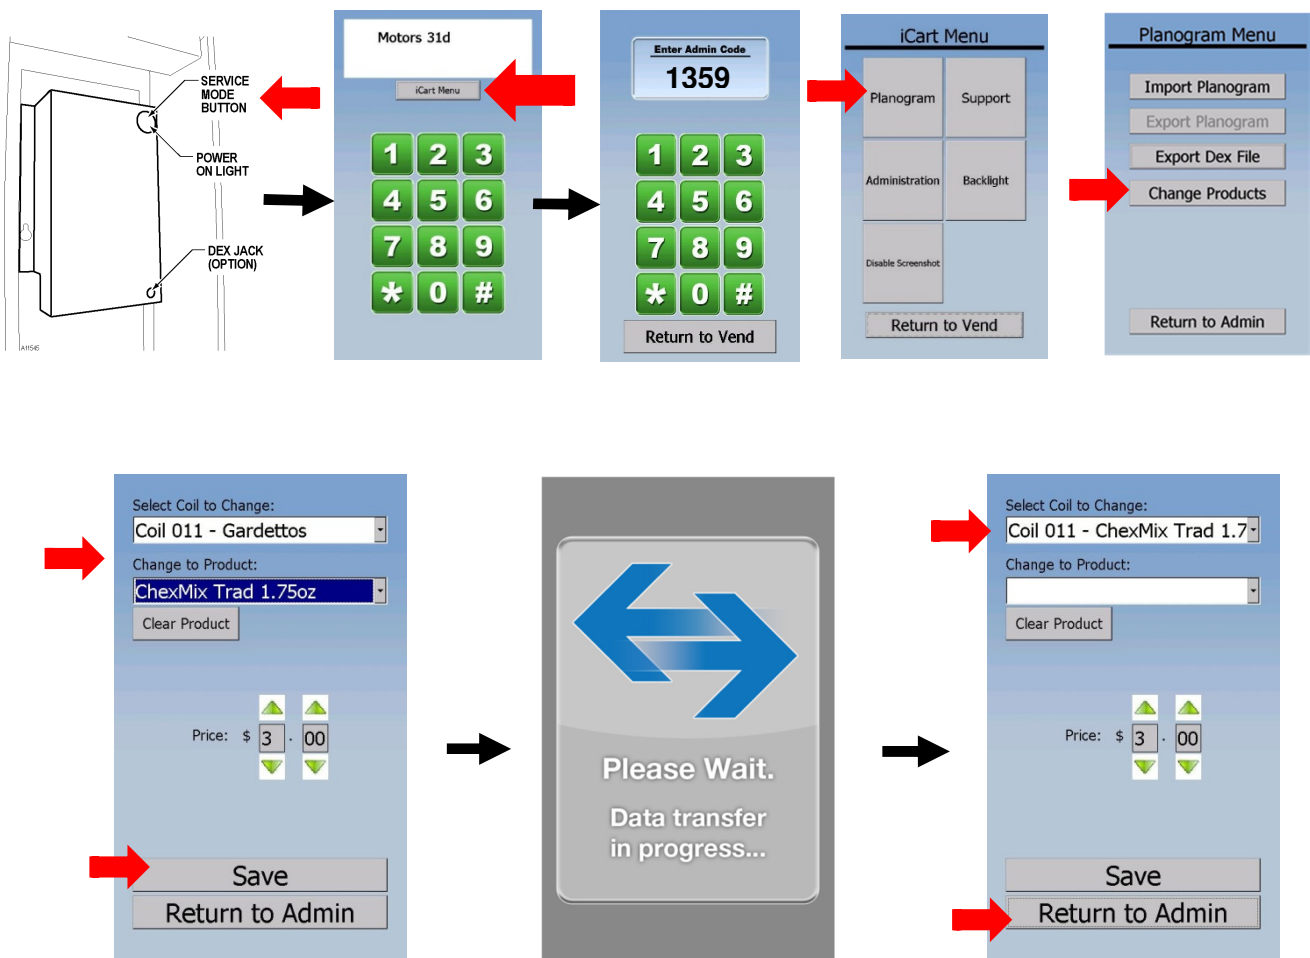 SERVICE
MODE
BUTTON
POWER
ON LIGHT
DEX JACK
(OPTION)
A11545
Motors 31d
iCart Menu
1 2 3
4 5 6
7 8 9
* 0 #
Enter Admin Code
1359
1 2 3
4 5 6
7 8 9
* 0 #
Return to Vend
iCart Menu
Planogram Support
Administration Backlight
Disable Screenshot
Return to Vend
Planogram Menu
Import Planogram
Export Planogram
Export Dex File
Change Products
Return to Admin
Select Coil to Change:
Coil 011 - Gardettos
Change to Product:
ChexMix Trad 1.75oz
Clear Product
Price: $ 3 . 00
Save
Return to Admin
Please Wait.
Data transfer
in progress...
Select Coil to Change:
Coil 011 - ChexMix Trad 1.7
Change to Product:
Clear Product
Price: $ 3 . 00
Save
Return to Admin